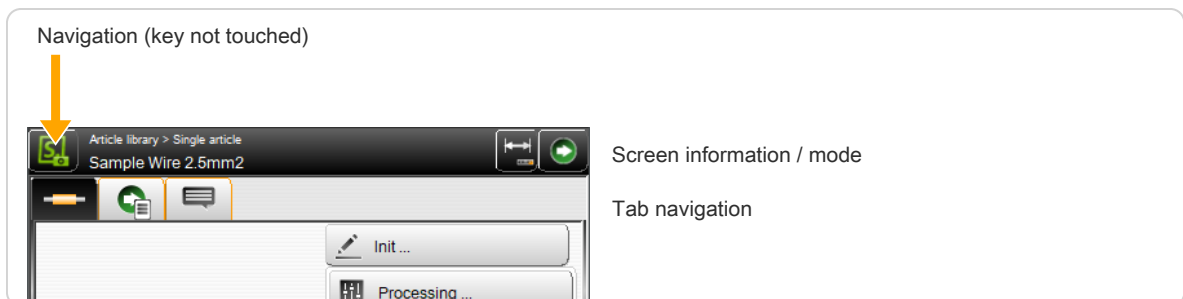 Navigation (key not touched)
Article library > Single article
Sample Wire 2.5mm2
Screen information / mode
Tab navigation
Init ...
Processing ...